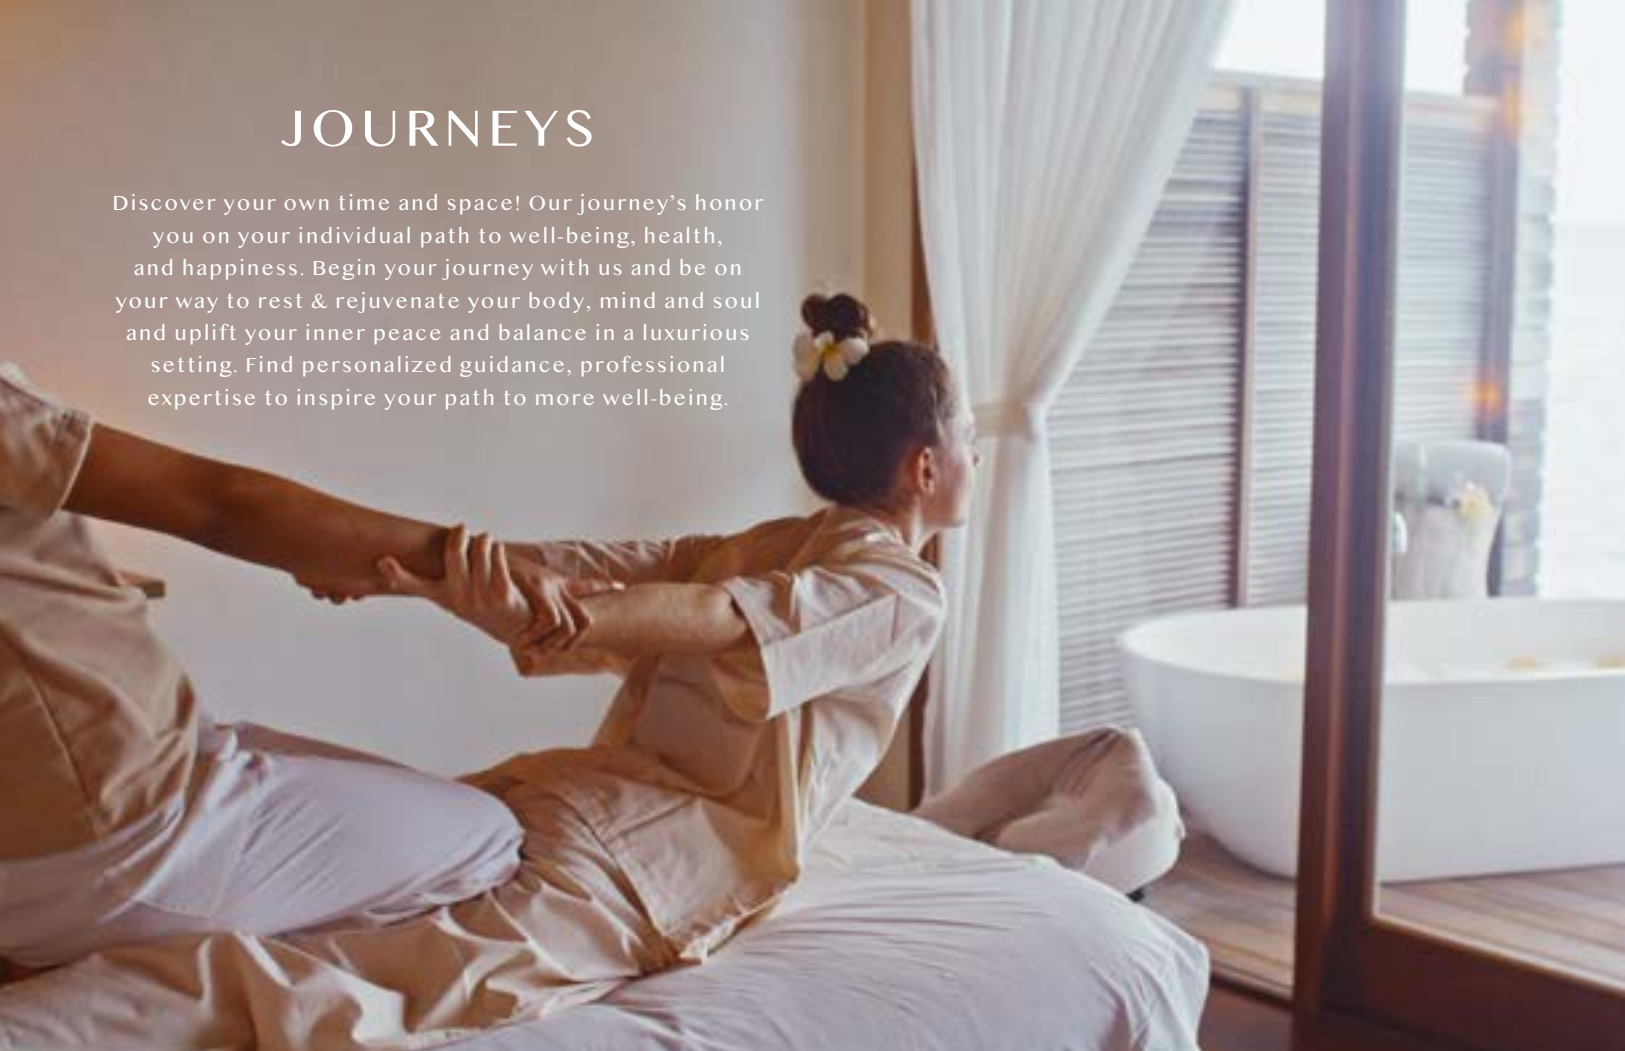 JOURNEYS
Discover your own time and space! Our journey’s honor
you on your individual path to well-being, health,
and happiness. Begin your journey with us and be on
your way to rest & rejuvenate your body, mind and soul
and uplift your inner peace and balance in a luxurious
setting. Find personalized guidance, professional
expertise to inspire your path to more well-being.